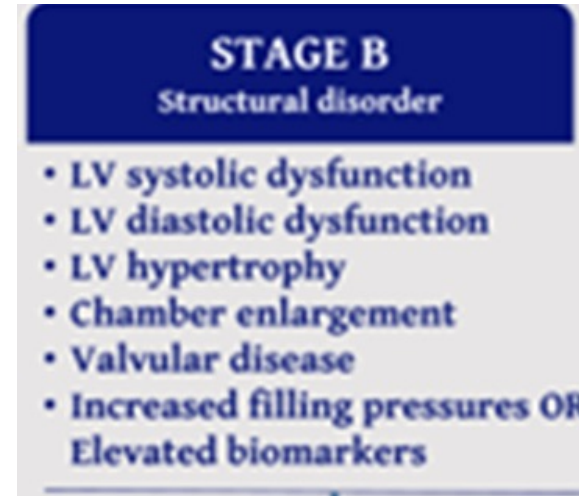 STAGE B
Structural disorder
• LV systolic dysfunction
• LV diastolic dysfunction
• LV hypertrophy
• Chamber enlargement
• Valvular disease
• Increased filling pressures OR
Elevated biomarkers